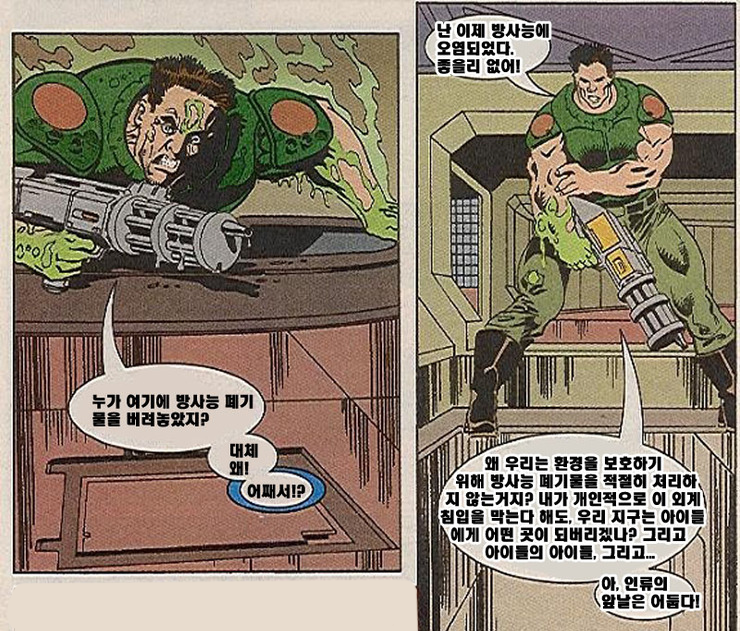 누가 여기에 방사능 폐기
물을 버려놓았지?
대체
왜!
어째서!?
난 이제 방사능에
오염되었다.
좋을리 없어!
왜 우리는 환경을 보호하기
위해 방사능 폐기물을 적절히 처리하
지 않는거지? 내가 개인적으로 이 외계
침입을 막는다 해도, 우리 지구는 아이들
에게 어떤 곳이 되버리겠나? 그리고
아이들의 아이들, 그리고...
아, 인류의
앞날은 어둡다!